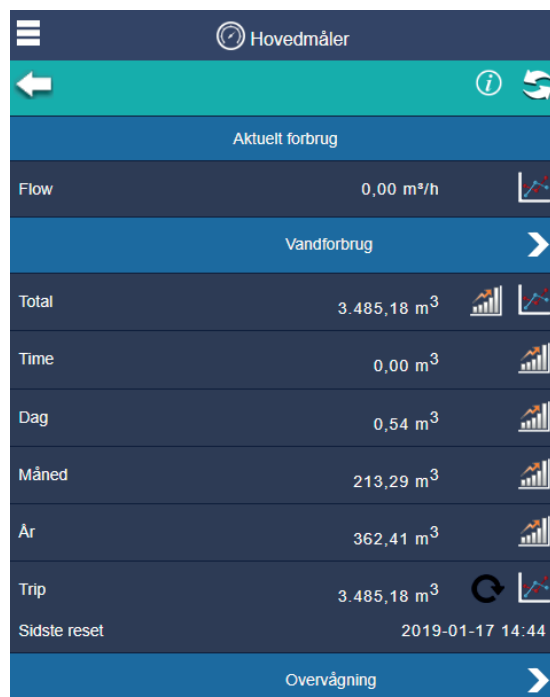 Hovedmåler
Aktuelt forbrug
Flow 0,00 m³/h
Vandforbrug
Total 3.485,18 m3
Time 0,00 m3
Dag 0,54 m3
Måned 213,29 m3
År 362,41 m3
Trip 3.485,18 m3
Sidste reset 2019-01-17 14:44
Overvågning